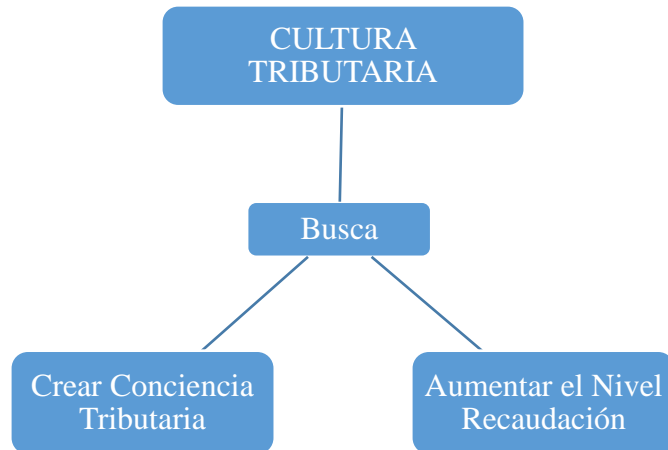 CULTURA
TRIBUTARIA
Busca
Crear Conciencia
Tributaria
Aumentar el Nivel
Recaudación